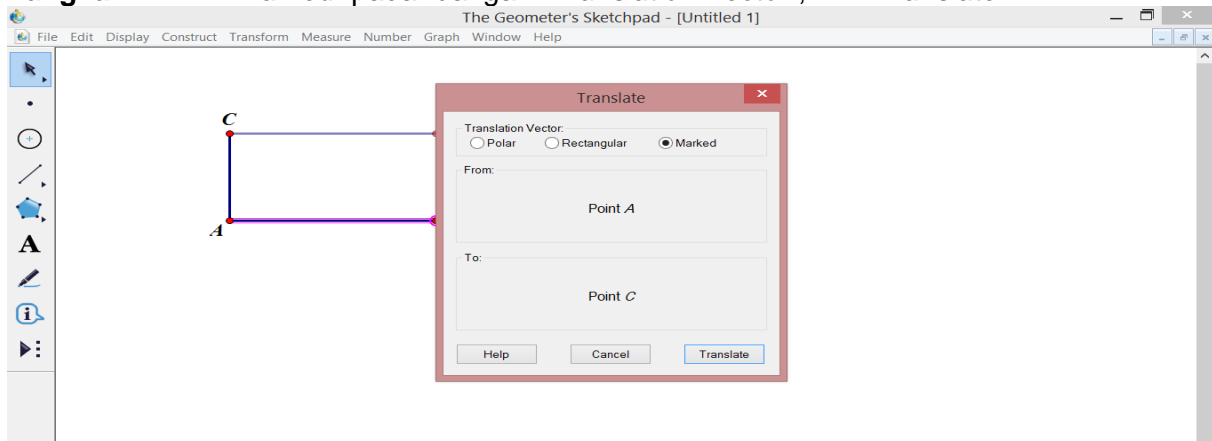 The Geometer's Sketchpad - [Untitled 1]
File Edit Display Construct Transform Measure Number Graph Window Help
Translate
Translation Vector:
Polar Rectangular Marked
From:
Point A
To:
Point C
Help Cancel Translate
C
A
A